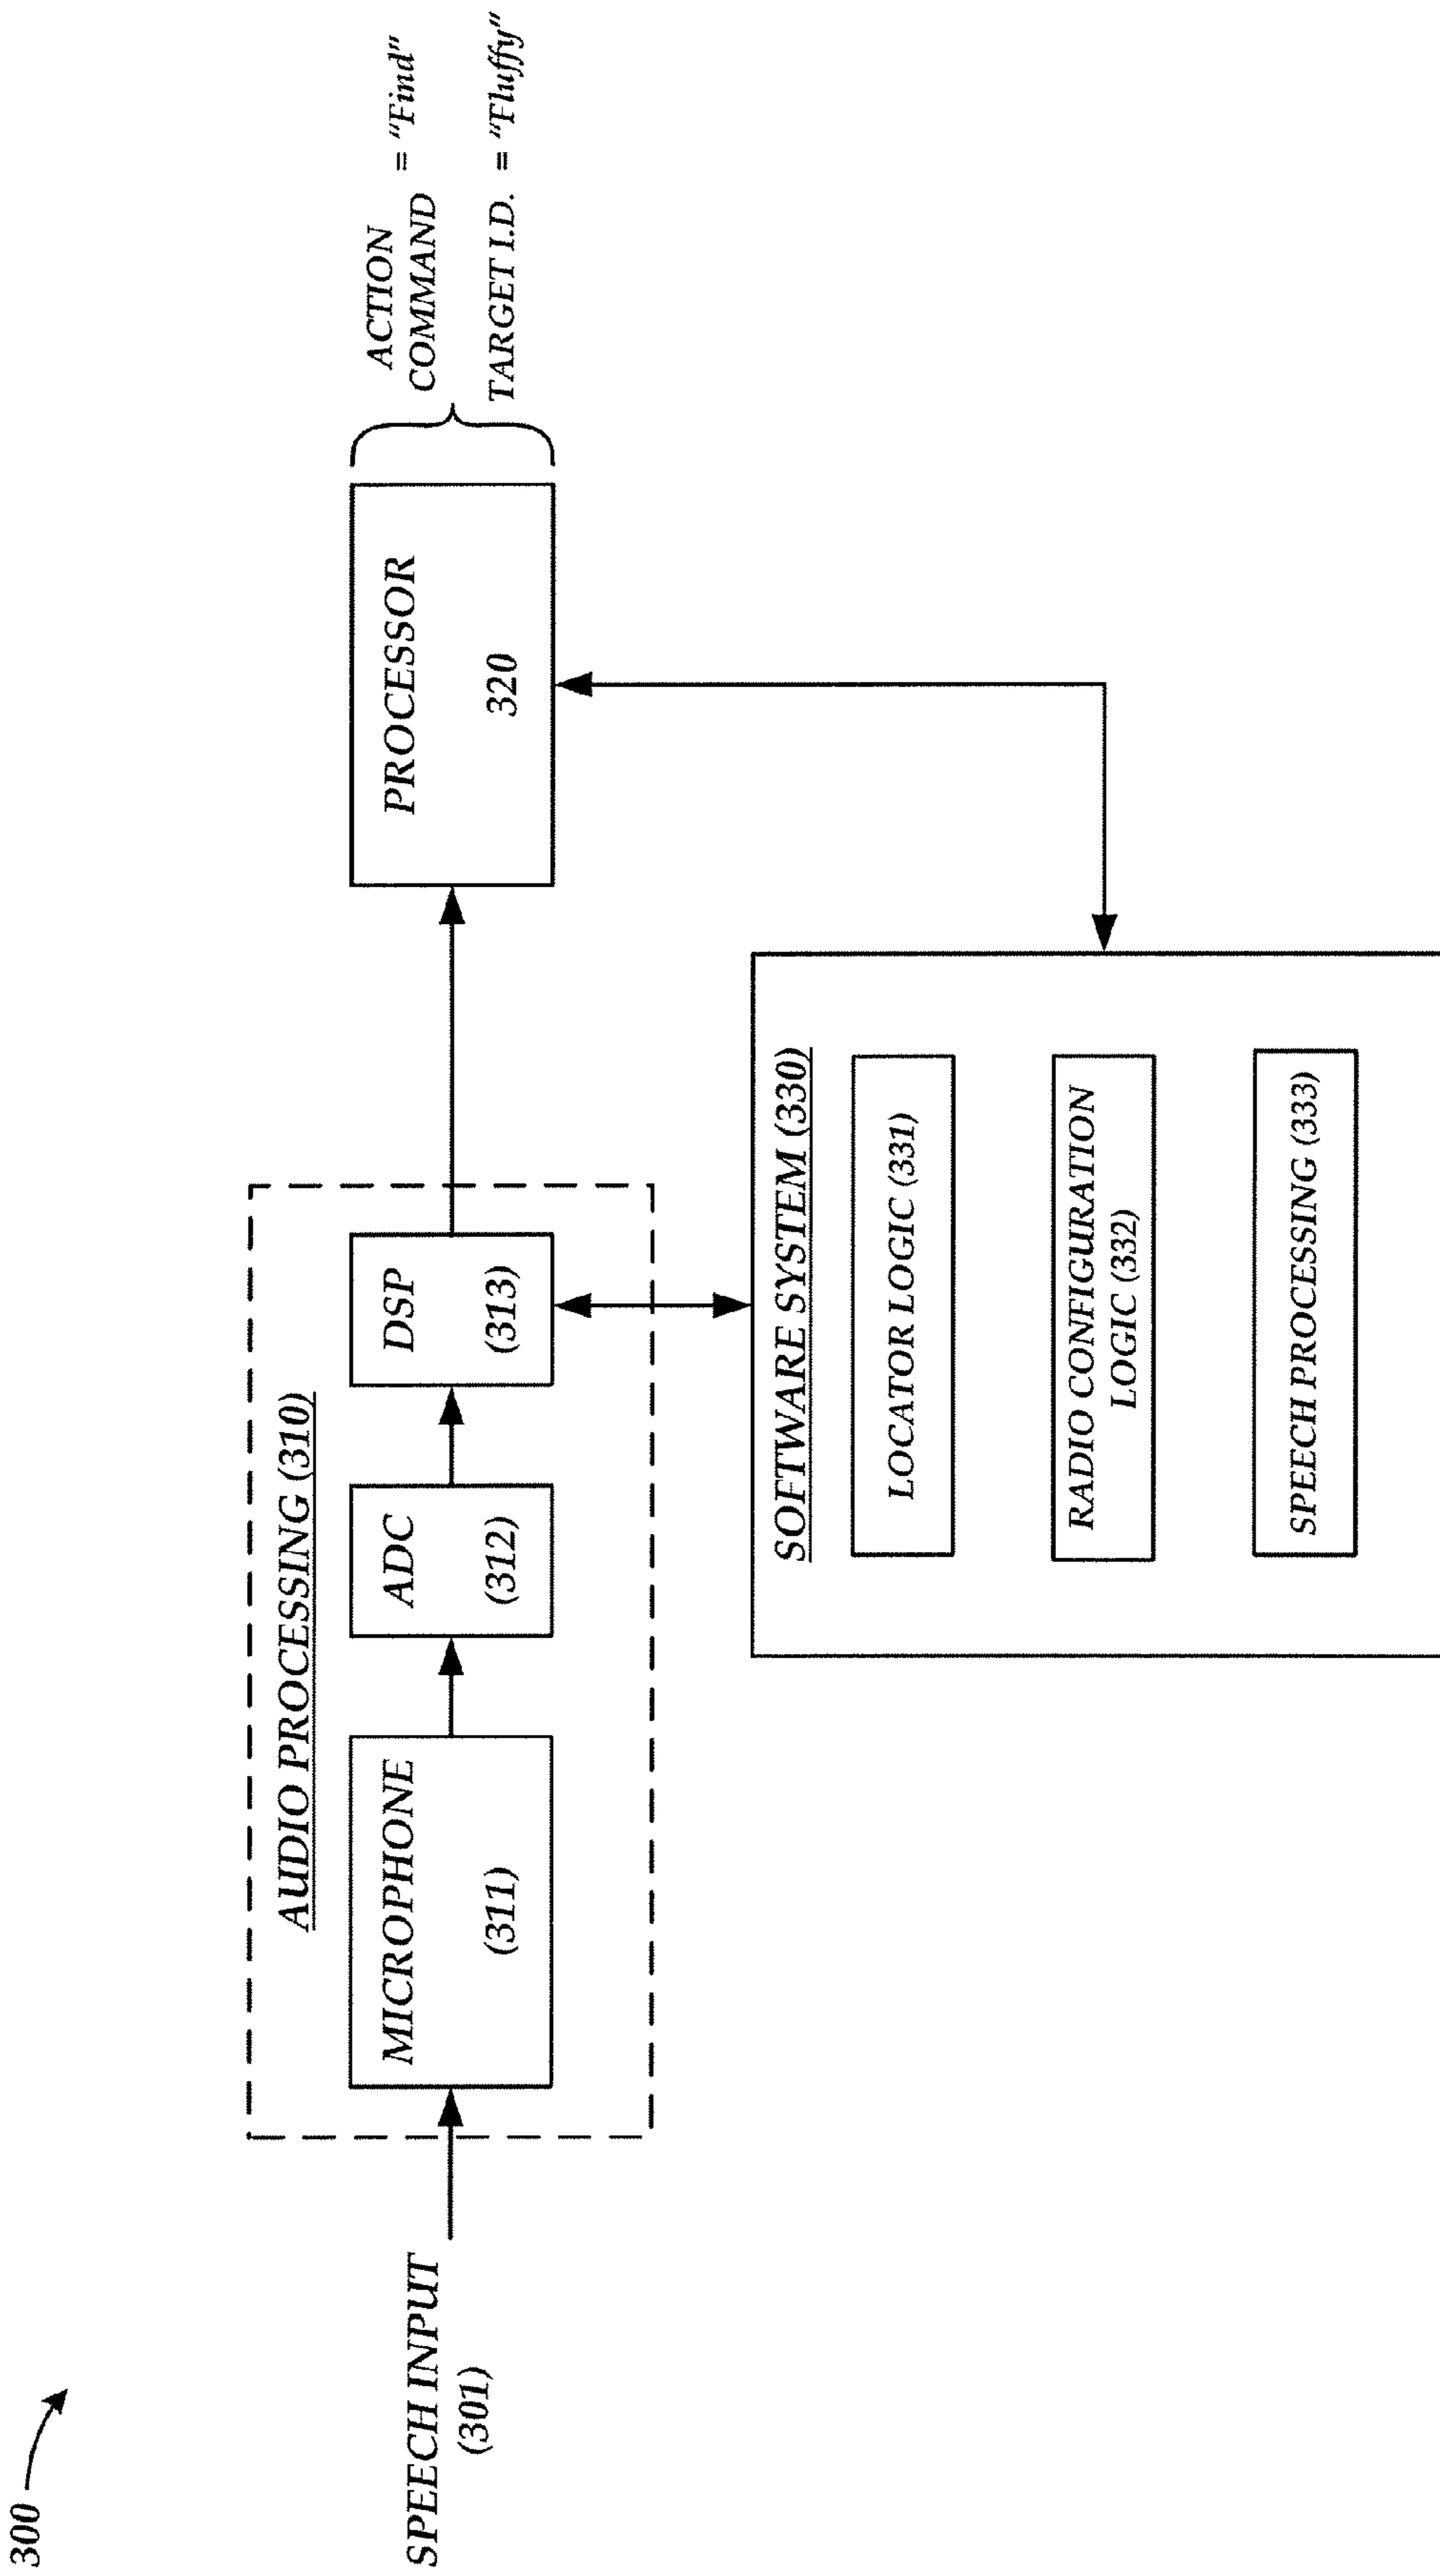 300
AUDIO PROCESSING (310)
SPEECH INPUT
(301)
MICROPHONE
(311)
ADC
(312)
DSP
(313)
PROCESSOR
320
ACTION
COMMAND = "Find"
TARGET I.D. = "Fluffy"
SOFTWARE SYSTEM (330)
LOCATOR LOGIC (331)
RADIO CONFIGURATION
LOGIC (332)
SPEECH PROCESSING (333)